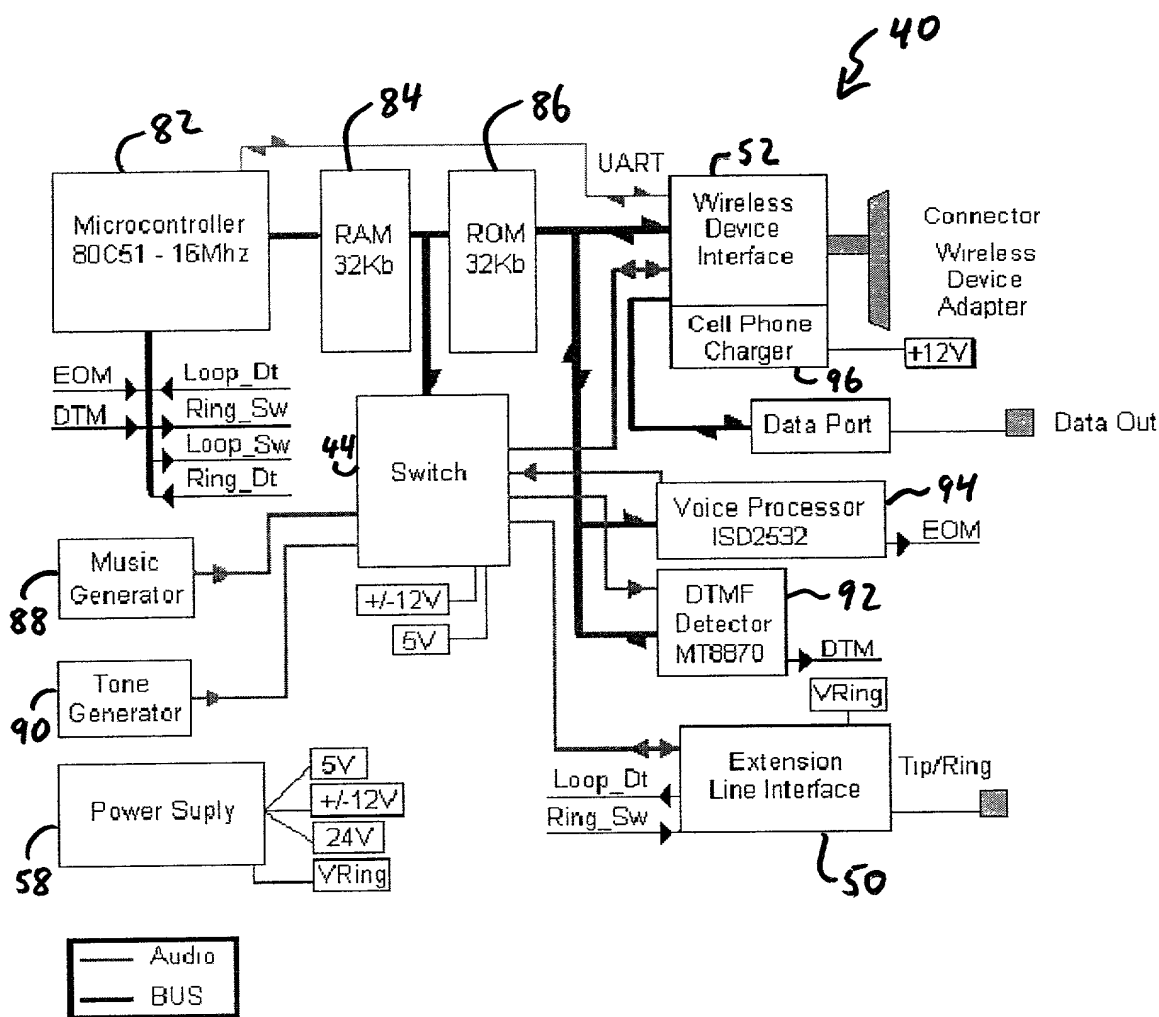 40
82
84
86
52
UART
Microcontroller
80C51 - 16Mhz
RAM
32Kb
ROM
32Kb
Wireless
Device
Interface
Connector
Wireless
Device
Adapter
Cell Phone
Charger
+12V
96
EOM
Loop_Dt
DTM
Ring_Sw
Loop_Sw
Ring_Dt
44
Switch
Data Port
Data Out
Voice Processor
ISD2532
94
EOM
Music
Generator
88
+/-12V
5V
DTMF
Detector
MT8870
92
DTM
Tone
Generator
90
VRing
Extension
Line Interface
Tip/Ring
Loop_Dt
Ring_Sw
50
Power Suply
58
5V
+/-12V
24V
VRing
Audio
BUS